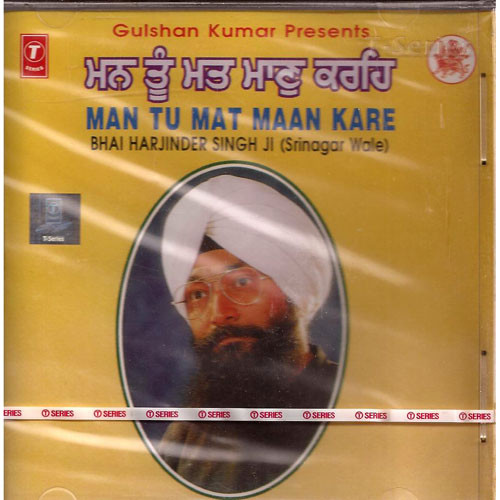 Gulshan Kumar Presents
T
SERIES
T-Series
ਮਨ ਤੂੰ ਮਤ ਮਾਣੁ ਕਰਹਿ
MAN TU MAT MAAN KARE
BHAI HARJINDER SINGH JI (Srinagar Wale)
T-Series
T SERIES T SERIES T SERIES T SERIES T SERIES T SERIES T SERIES T SERIES